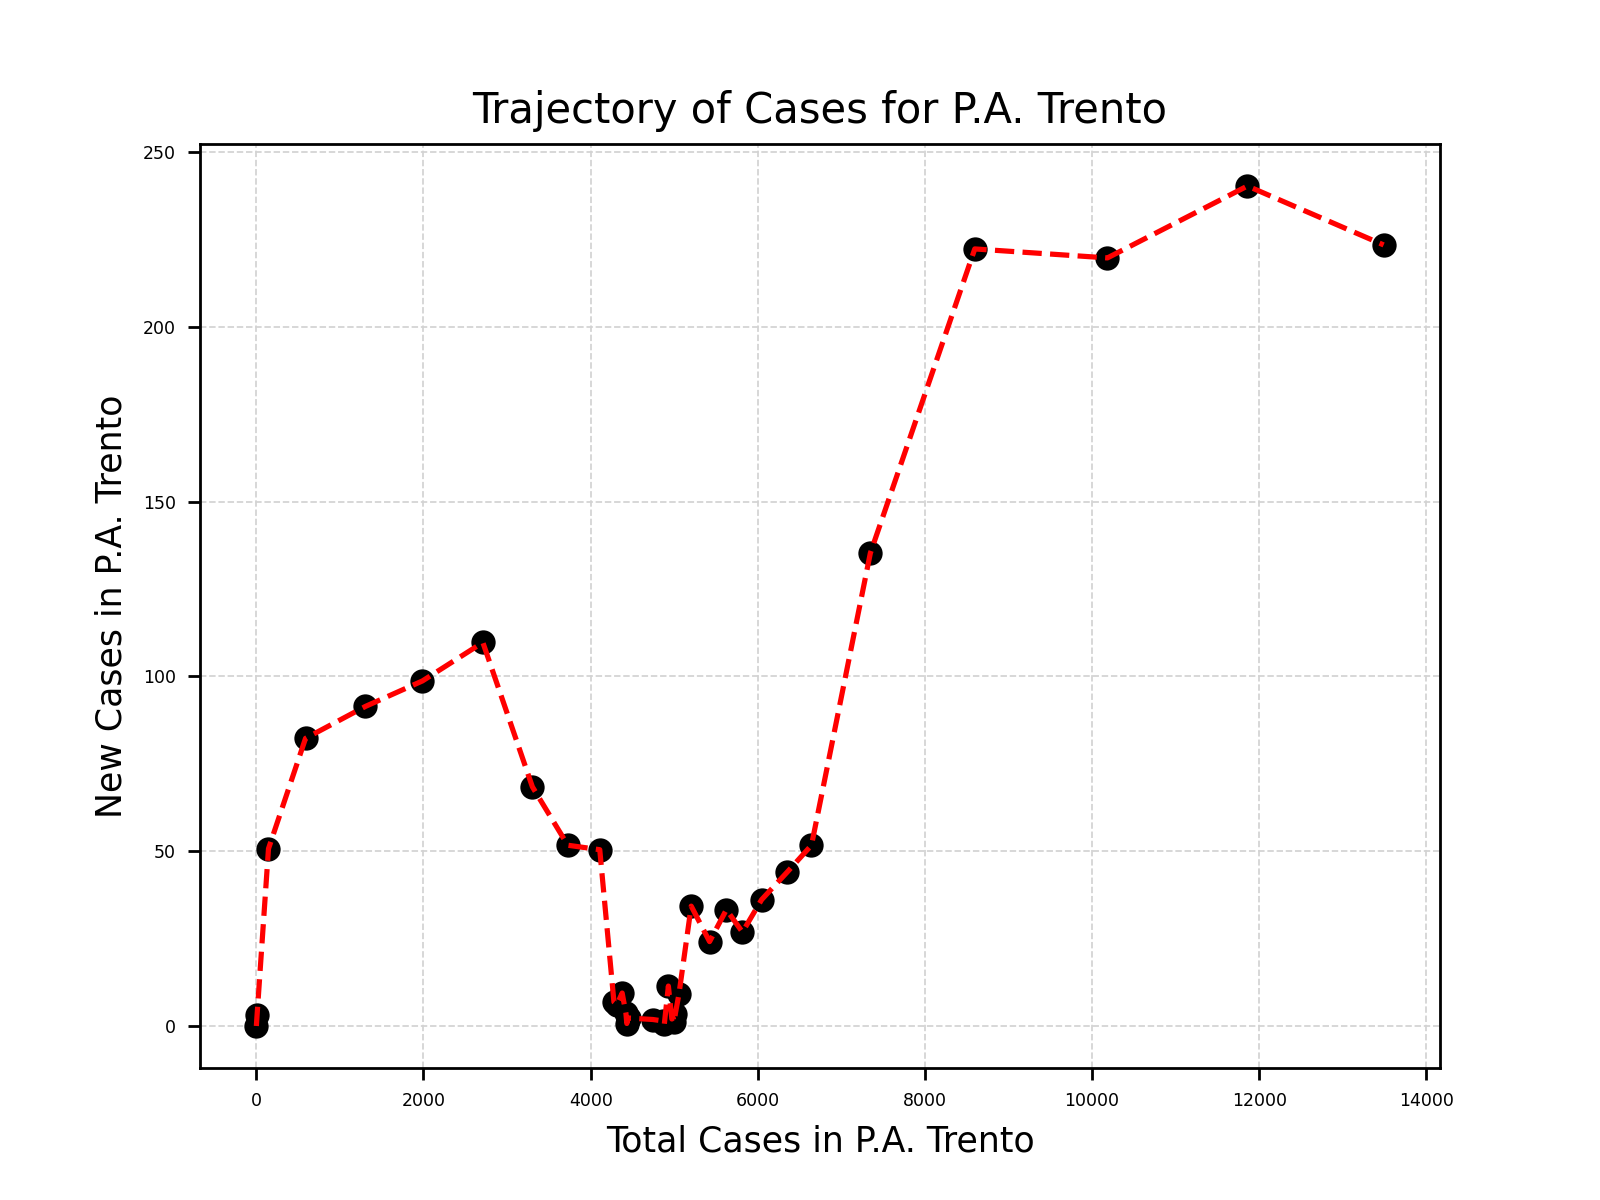 Trajectory of Cases for P.A. Trento
250
200
150
100
50
0
New Cases in P.A. Trento
0 2000 4000 6000 8000 10000 12000 14000
Total Cases in P.A. Trento